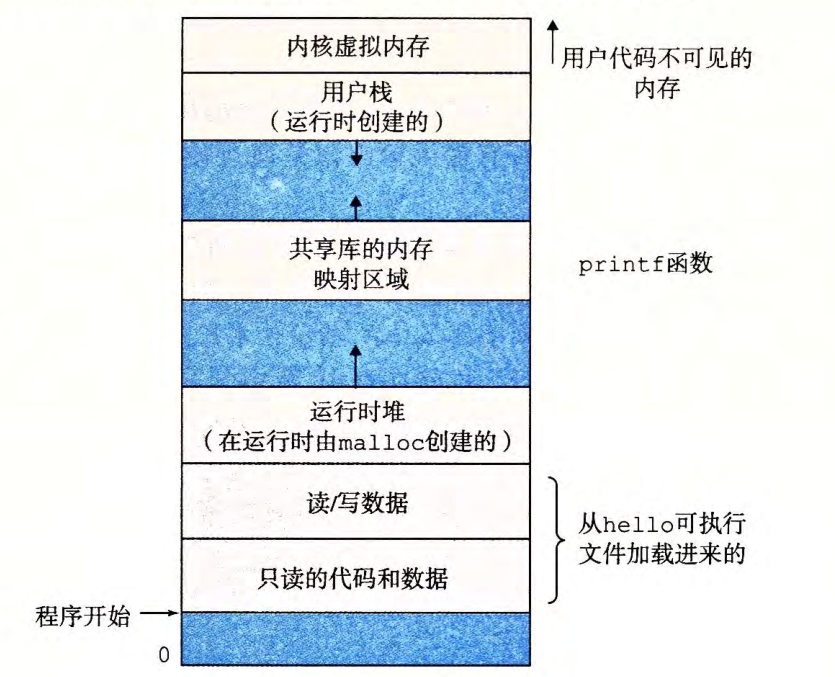 内核虚拟内存
用户代码不可见的
内存
用户栈
（运行时创建的）
共享库的内存
映射区域
printf函数
运行时堆
（在运行时由malloc创建的）
读/写数据
从hello可执行
文件加载进来的
只读的代码和数据
程序开始
0